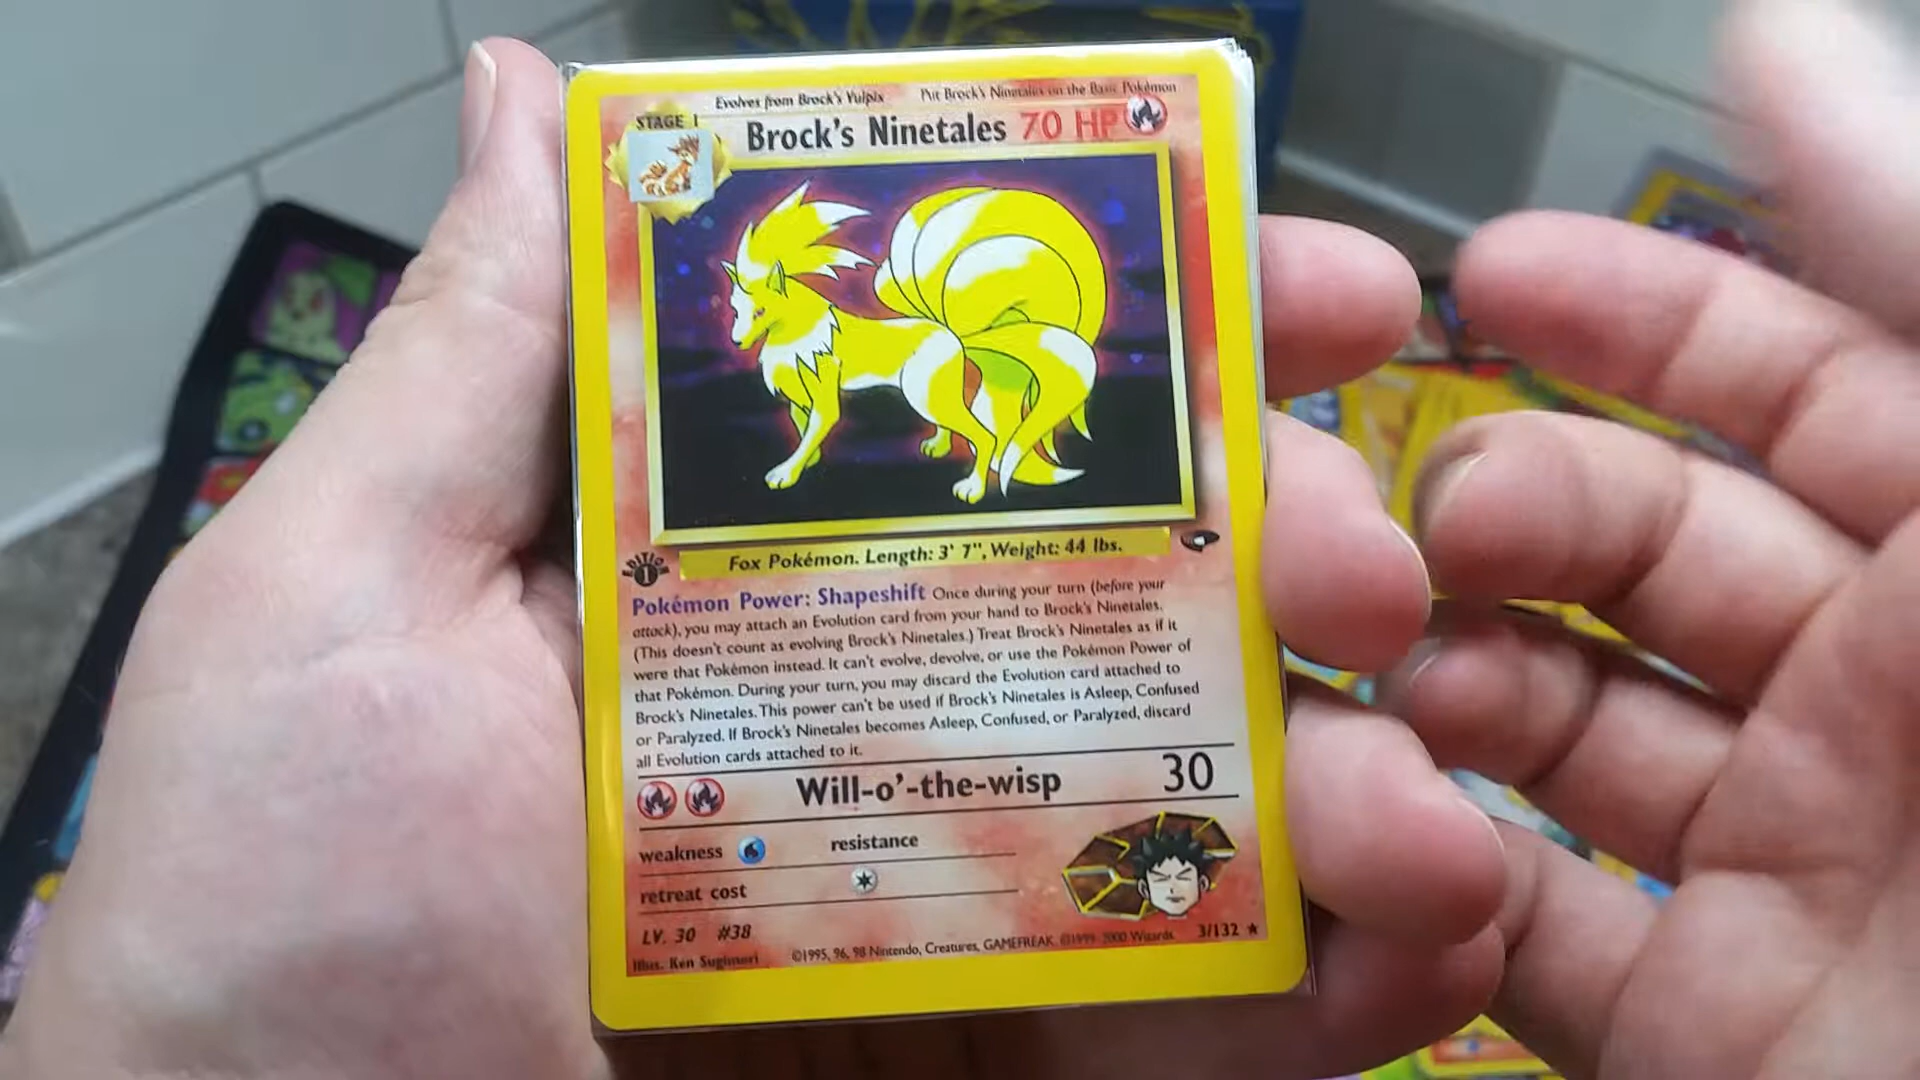 Evolves from Brock's Vulpix Put Brock's Ninetales on the Basic Pokémon
STAGE 1
Brock's Ninetales 70 HP
EDITION
1
Fox Pokémon. Length: 3' 7", Weight: 44 lbs.
Pokémon Power: Shapeshift Once during your turn (before your
attack), you may attach an Evolution card from your hand to Brock's Ninetales.
(This doesn't count as evolving Brock's Ninetales.) Treat Brock's Ninetales as if it
were that Pokémon instead. It can't evolve, devolve, or use the Pokémon Power of
that Pokémon. During your turn, you may discard the Evolution card attached to
Brock's Ninetales. This power can't be used if Brock's Ninetales is Asleep, Confused
or Paralyzed. If Brock's Ninetales becomes Asleep, Confused, or Paralyzed, discard
all Evolution cards attached to it.
Will-o'-the-wisp 30
weakness resistance
retreat cost
LV. 30 #38
Illus. Ken Sugimori ©1995, 96, 98 Nintendo, Creatures, GAMEFREAK. ©1999-2000 Wizards. 3/132 ★